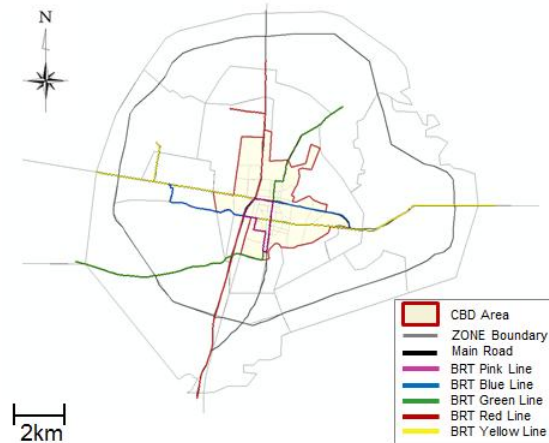 N
CBD Area
ZONE Boundary
Main Road
BRT Pink Line
BRT Blue Line
BRT Green Line
BRT Red Line
BRT Yellow Line
2km